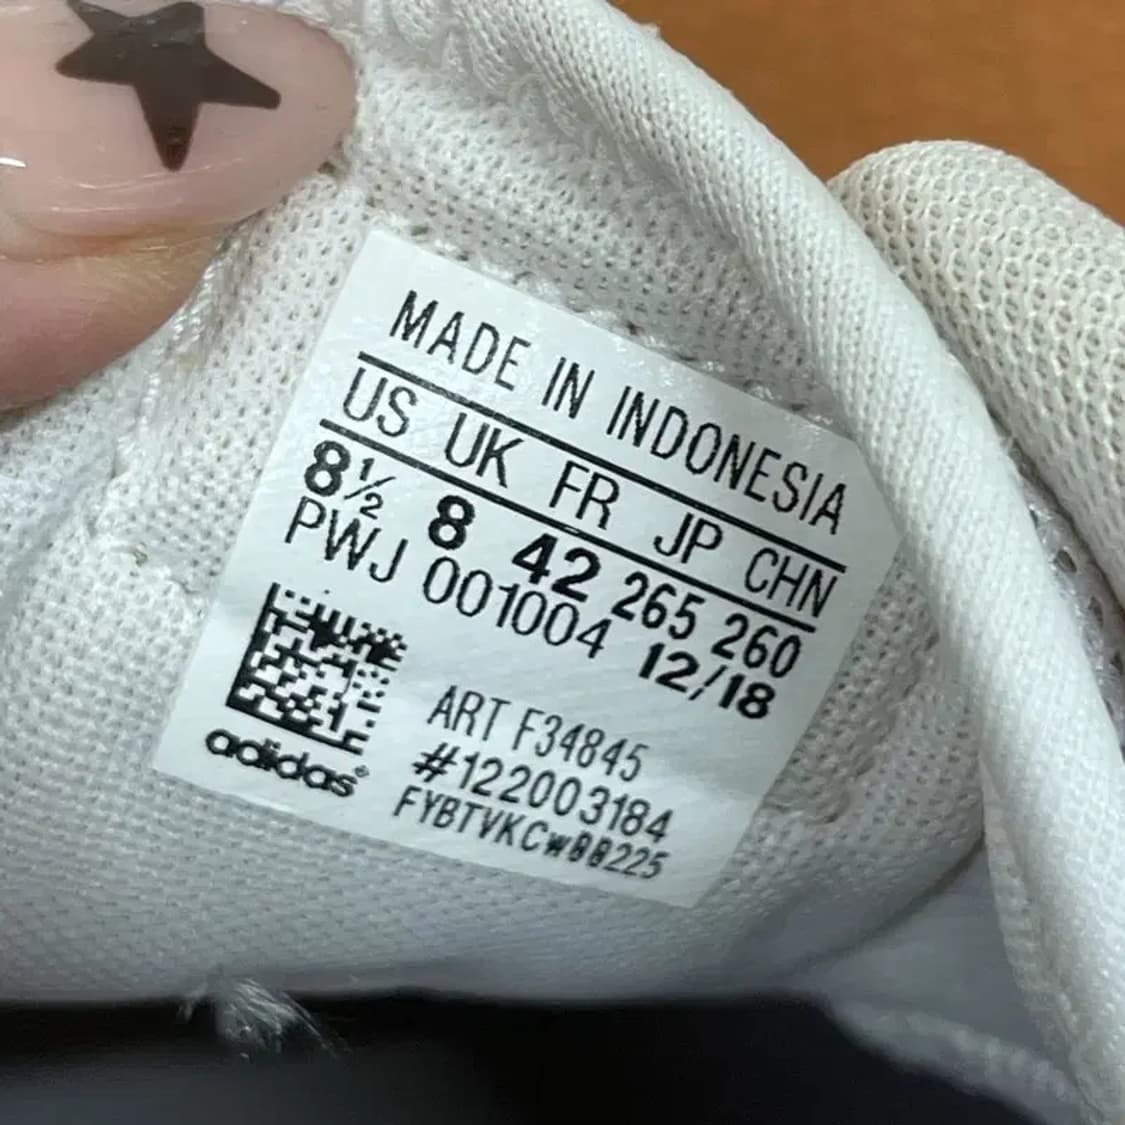 MADE IN INDONESIA
US UK FR JP CHN
8½ 8 42 265 260
PWJ 001004 12/18
ART F34845
#122003184
adidas®